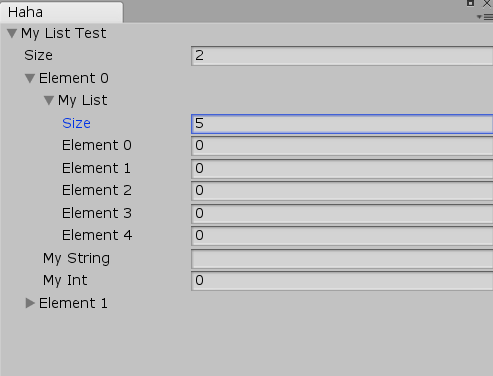 Haha
My List Test
Size 2
Element 0
My List
Size 5
Element 0 0
Element 1 0
Element 2 0
Element 3 0
Element 4 0
My String
My Int 0
Element 1